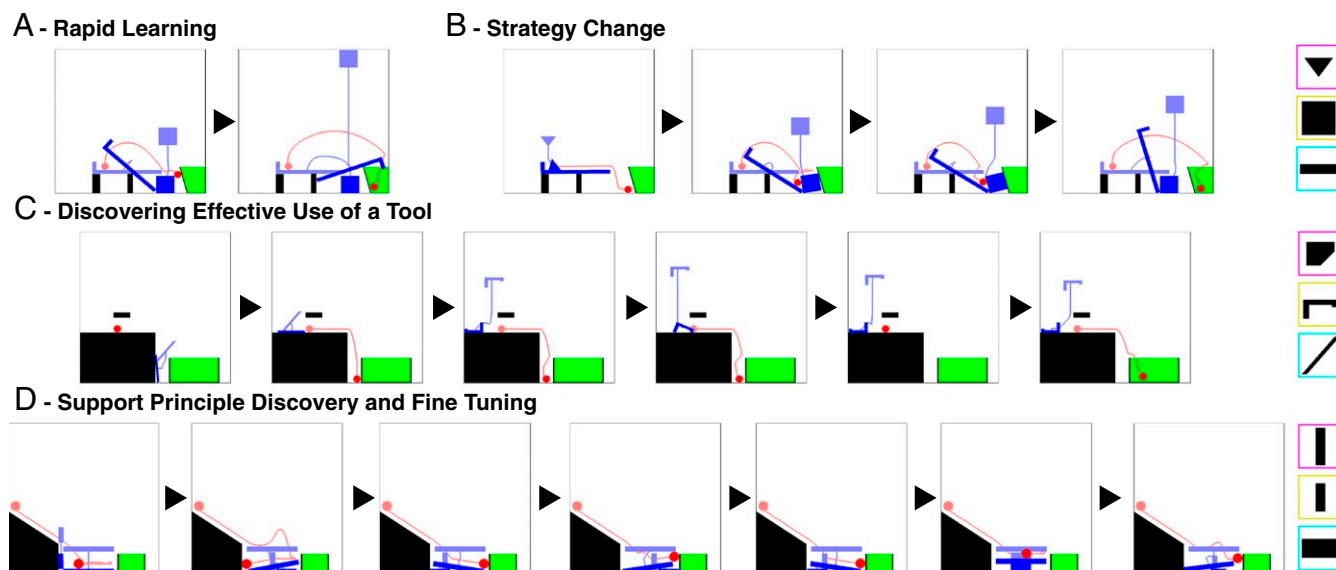 A - Rapid Learning
B - Strategy Change
C - Discovering Effective Use of a Tool
D - Support Principle Discovery and Fine Tuning